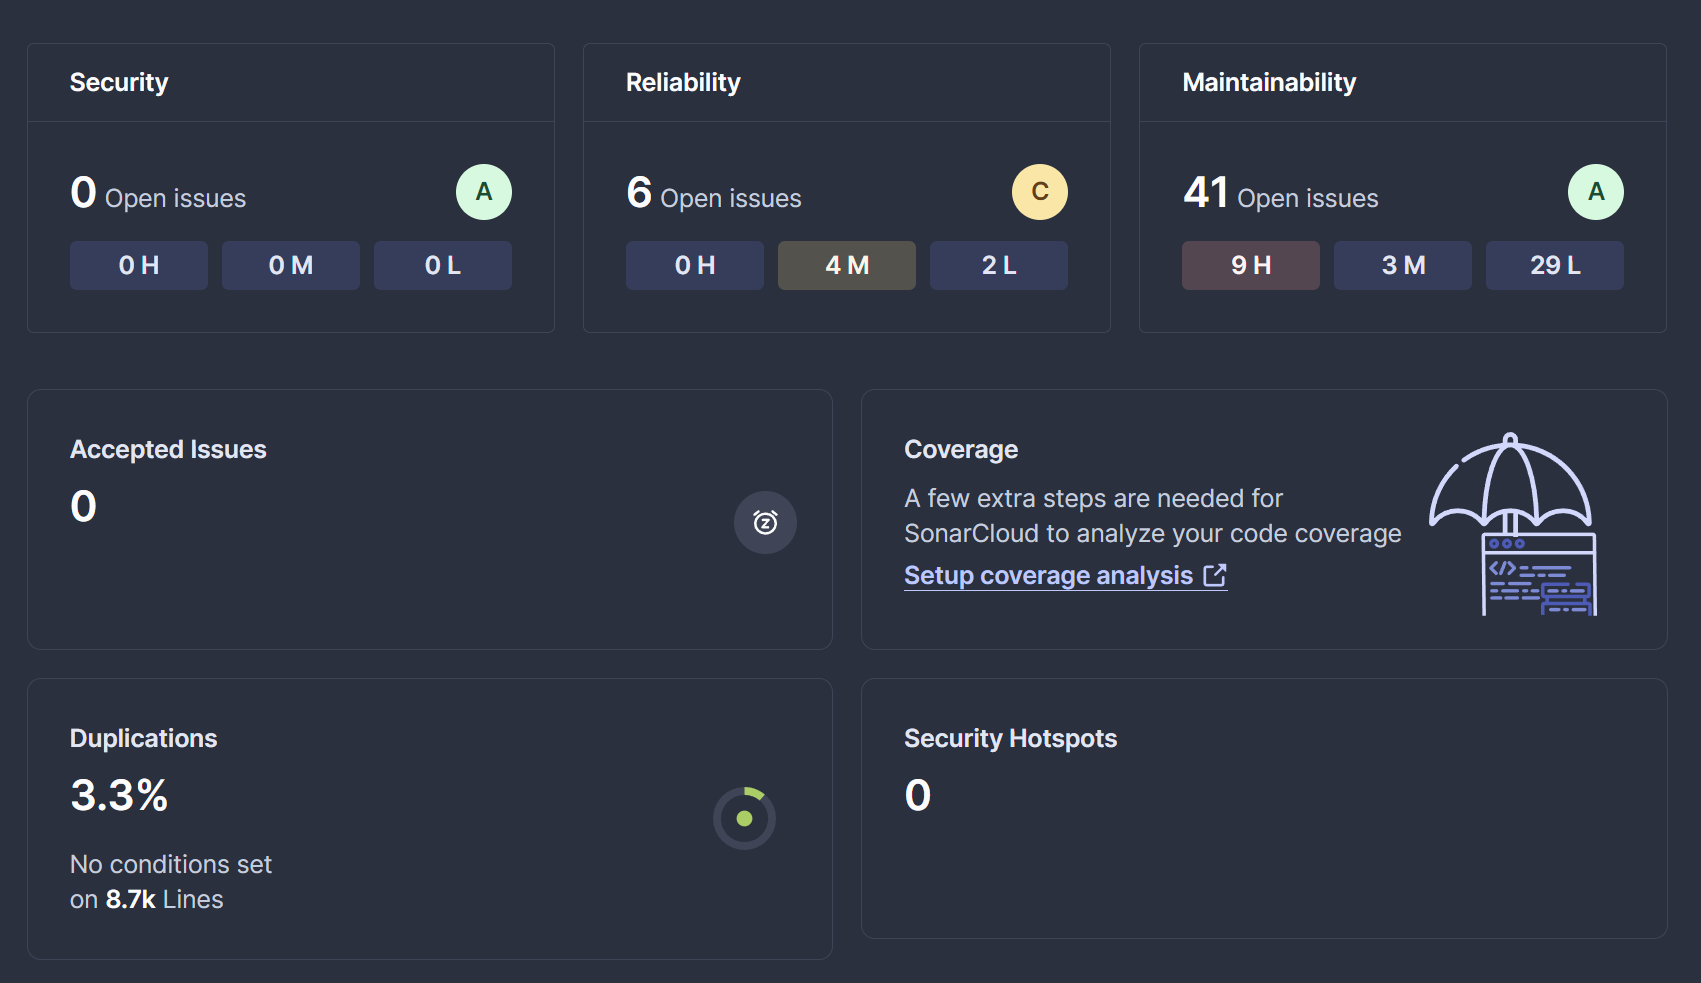 Security
0 Open issues
A
0 H
0 M
0 L
Reliability
6 Open issues
C
0 H
4 M
2 L
Maintainability
41 Open issues
A
9 H
3 M
29 L
Accepted Issues
0
Coverage
A few extra steps are needed for
SonarCloud to analyze your code coverage
Setup coverage analysis
Duplications
3.3%
No conditions set
on 8.7k Lines
Security Hotspots
0